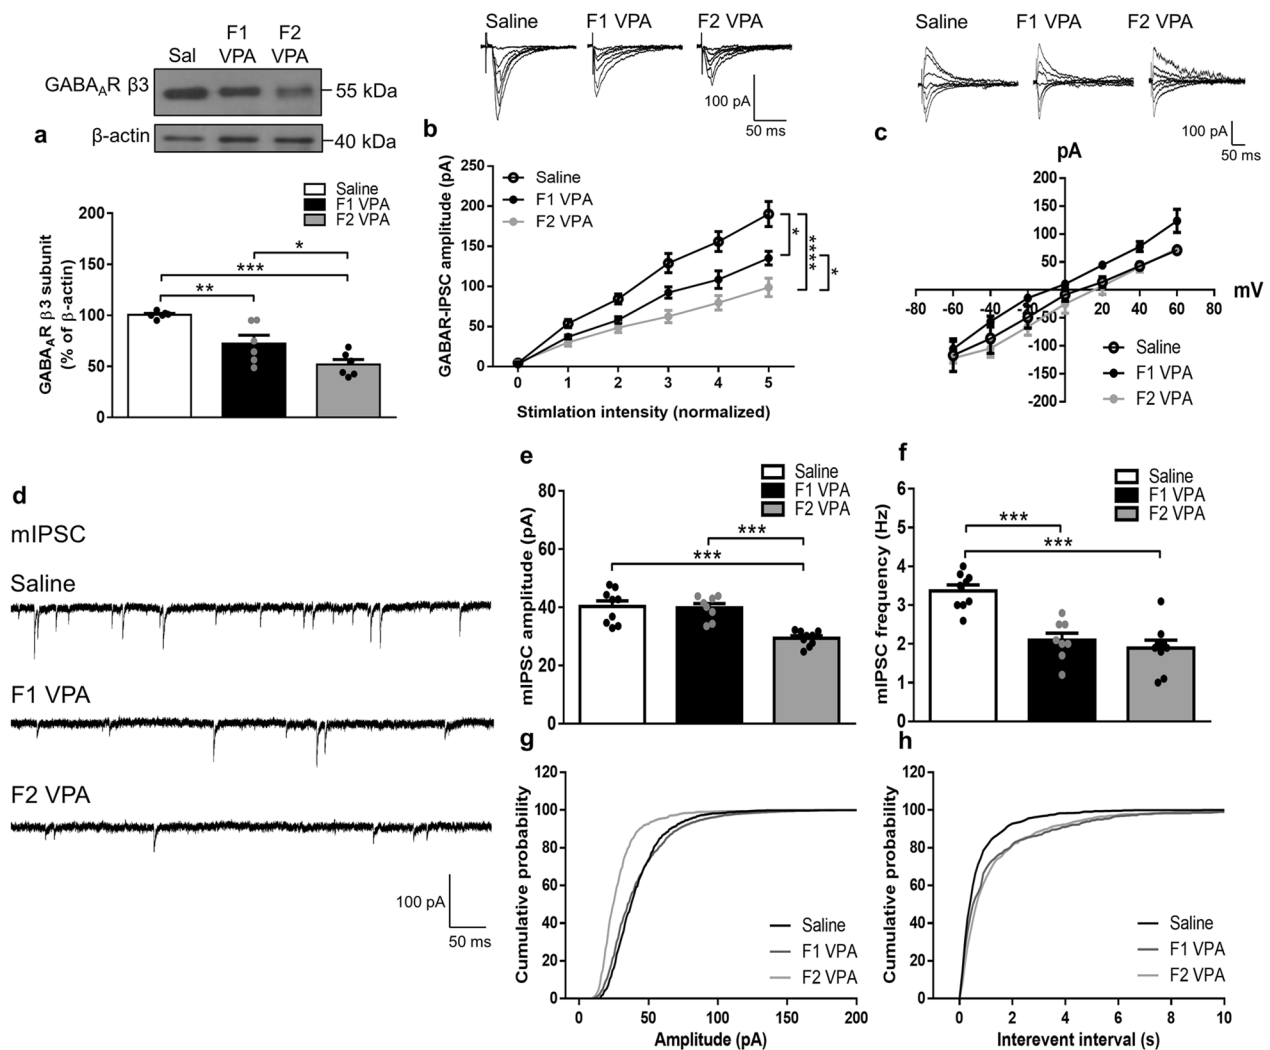 Sal
F1
VPA
F2
VPA
GABAAR β3
55 kDa
β-actin
40 kDa
a
Saline
F1 VPA
F2 VPA
GABAAR β3 subunit
(% of β-actin)
200
150
100
50
0
**
***
*
Saline
F1 VPA
F2 VPA
100 pA
50 ms
b
GABAR-IPSC amplitude (pA)
250
200
150
100
50
0
Saline
F1 VPA
F2 VPA
*
****
*
0 1 2 3 4 5
Stimlation intensity (normalized)
Saline
F1 VPA
F2 VPA
100 pA
50 ms
c
pA
200
150
100
50
-50
-100
-150
-200
-80 -60 -40 -20 20 40 60 80
mV
Saline
F1 VPA
F2 VPA
d
mIPSC
Saline
F1 VPA
F2 VPA
100 pA
50 ms
e
Saline
F1 VPA
F2 VPA
mIPSC amplitude (pA)
80
60
40
20
0
***
***
f
Saline
F1 VPA
F2 VPA
mIPSC frequency (Hz)
6
5
4
3
2
1
0
***
***
g
Cumulative probability
120
100
80
60
40
20
0
Saline
F1 VPA
F2 VPA
0 50 100 150 200
Amplitude (pA)
h
Cumulative probability
120
100
80
60
40
20
0
Saline
F1 VPA
F2 VPA
0 2 4 6 8 10
Interevent interval (s)